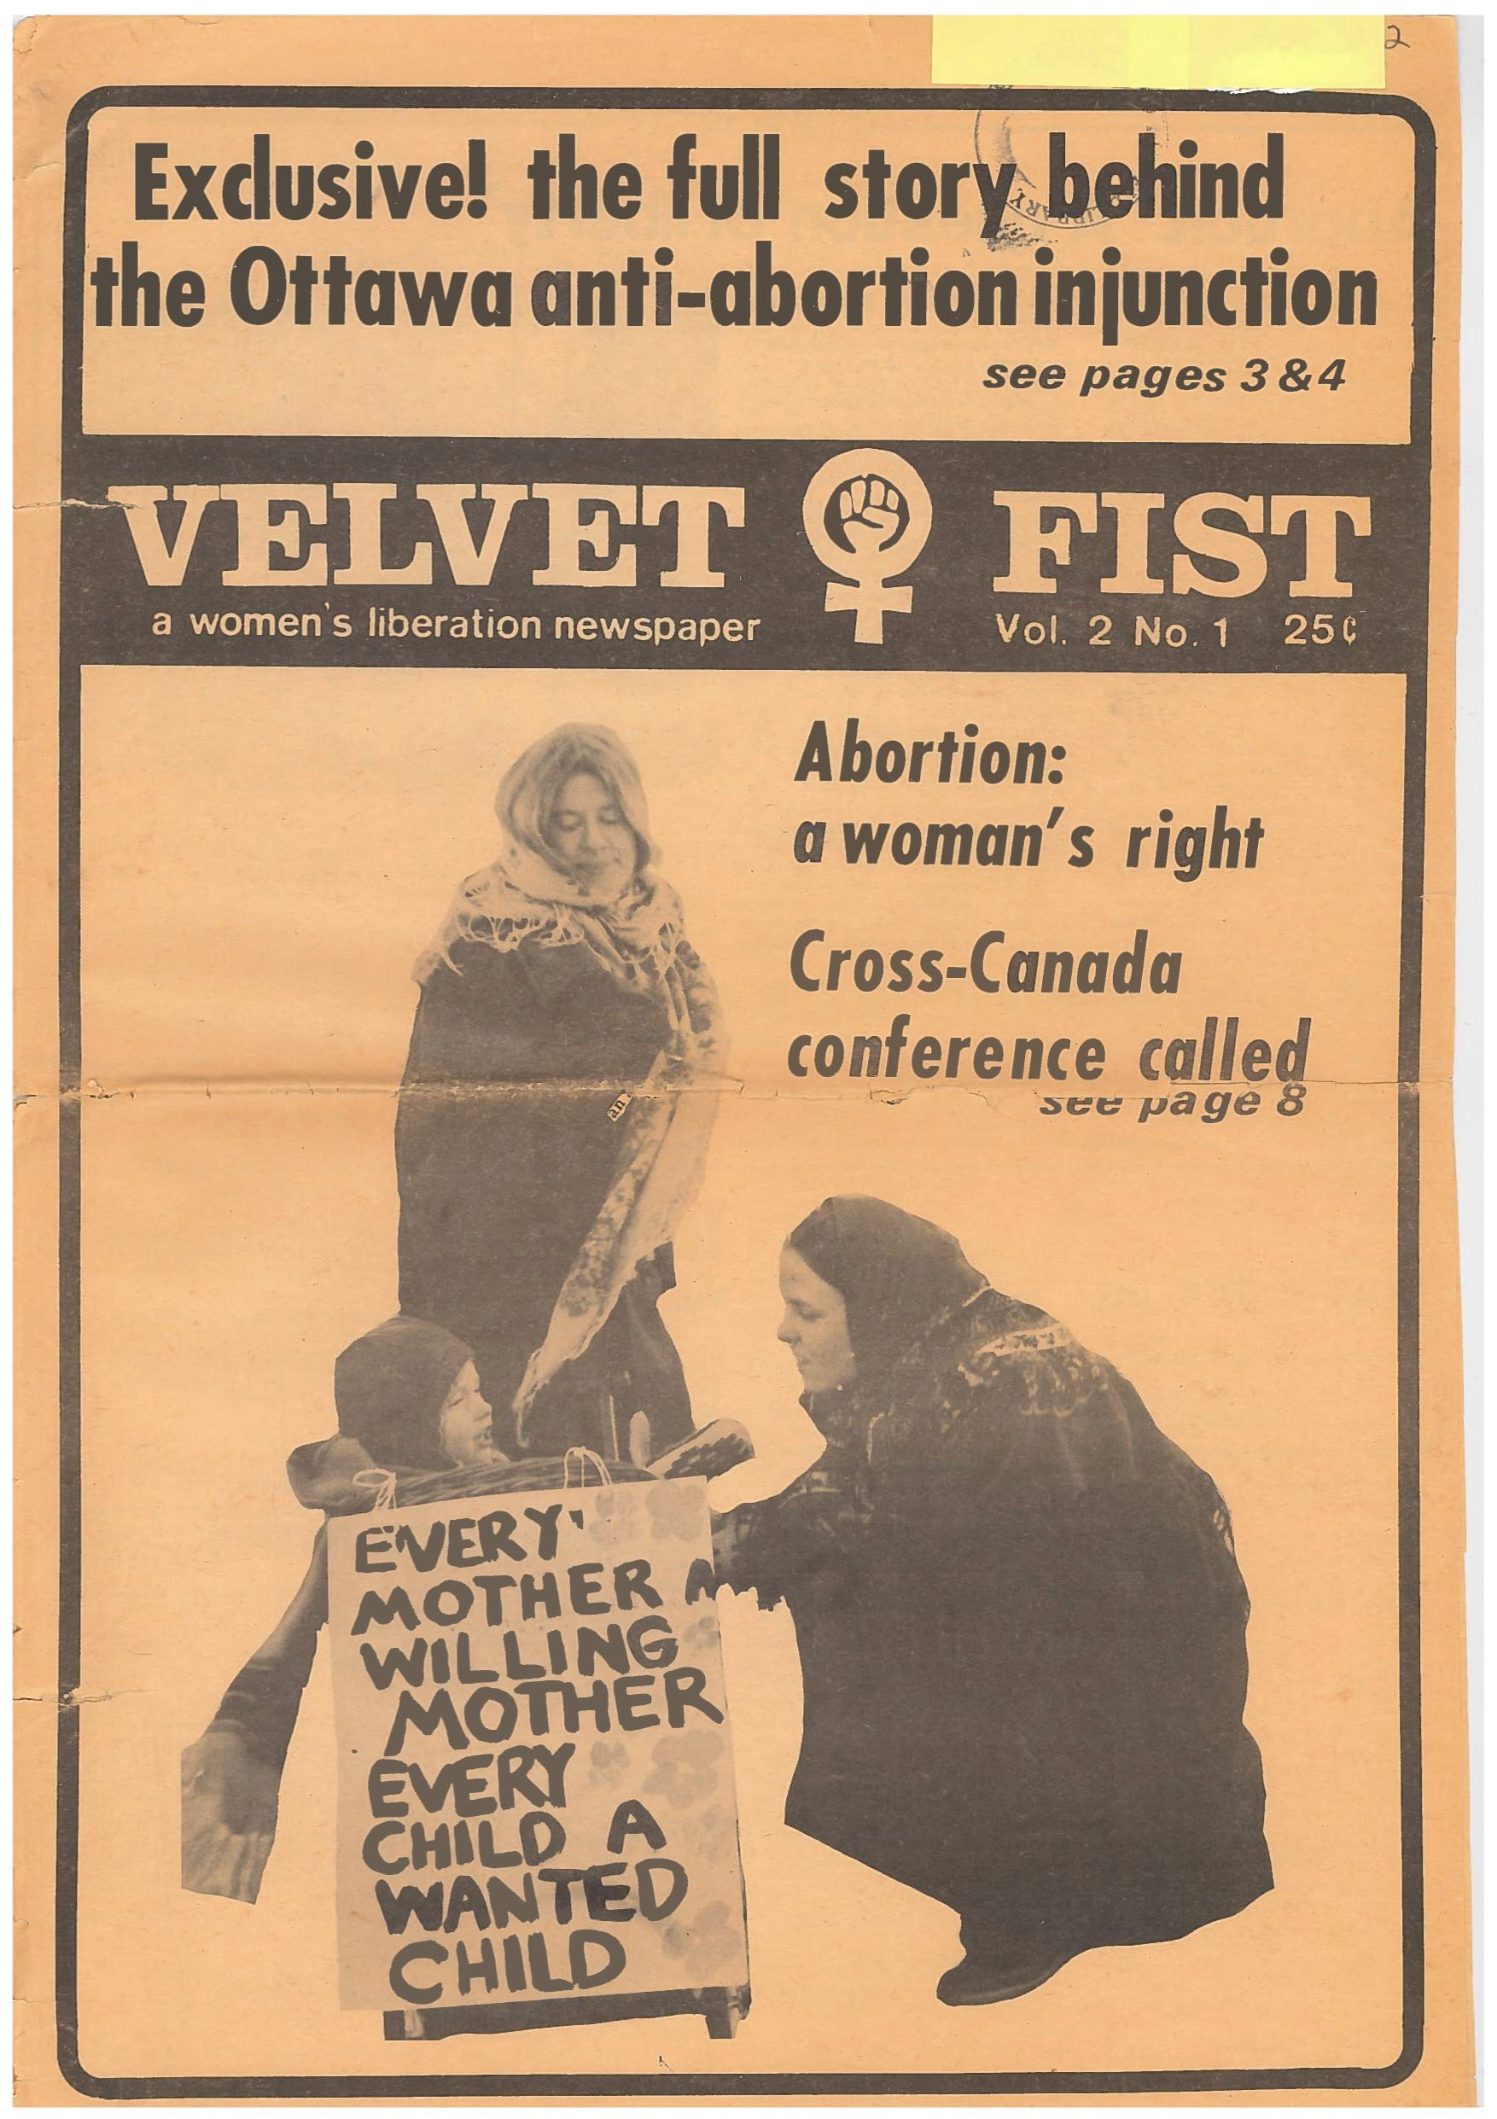 2
Exclusive! the full story behind
the Ottawa anti-abortion injunction
see pages 3 & 4
VELVET FIST
a women's liberation newspaper
Vol. 2 No. 1 25¢
Abortion:
a woman's right
Cross-Canada
conference called
see page 8
an
EVERY
MOTHER A
WILLING
MOTHER
EVERY
CHILD A
WANTED
CHILD
LIBRARY